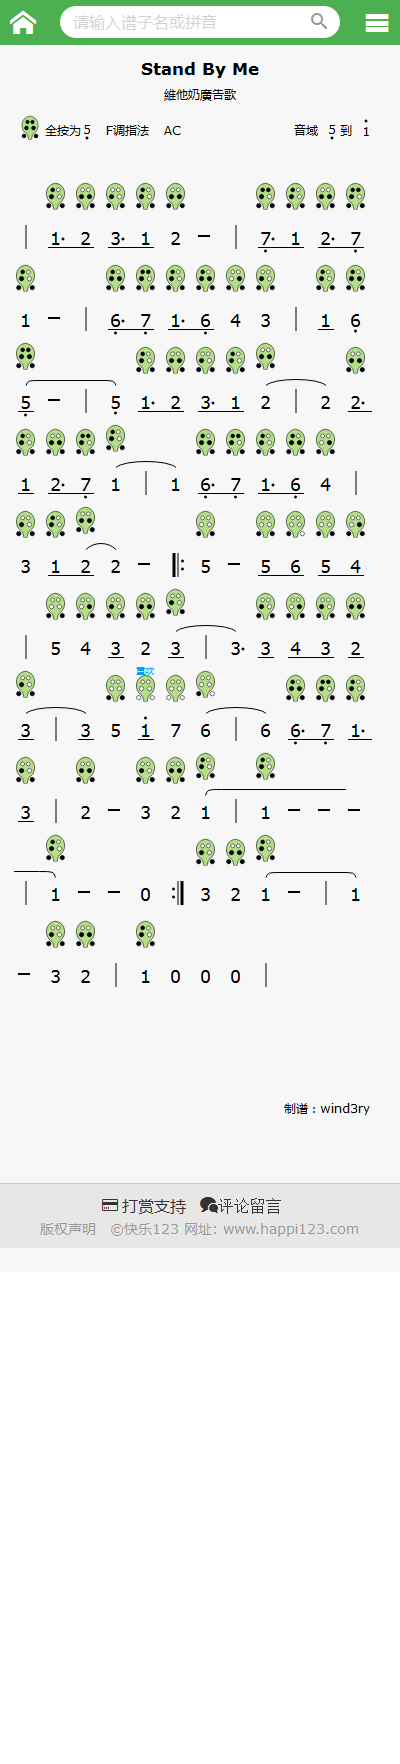 请输入谱子名或拼音
Stand By Me
維他奶廣告歌
全按为 5 F调指法 AC 音域 5 到 1
| 1· 2 3· 1 2 – | 7· 1 2· 7
1 – | 6· 7 1· 6 4 3 | 1 6
5 – | 5 1· 2 3· 1 2 | 2 2·
1 2· 7 1 | 1 6· 7 1· 6 4 |
3 1 2 2 – |: 5 – 5 6 5 4
| 5 4 3 2 3 | 3· 3 4 3 2
3 | 3 5 1 7 6 | 6 6· 7 1·
3 | 2 – 3 2 1 | 1 – – –
| 1 – – 0 :| 3 2 1 – | 1
– 3 2 | 1 0 0 0 |
制谱：wind3ry
打赏支持 评论留言
版权声明 ©快乐123 网址: www.happi123.com